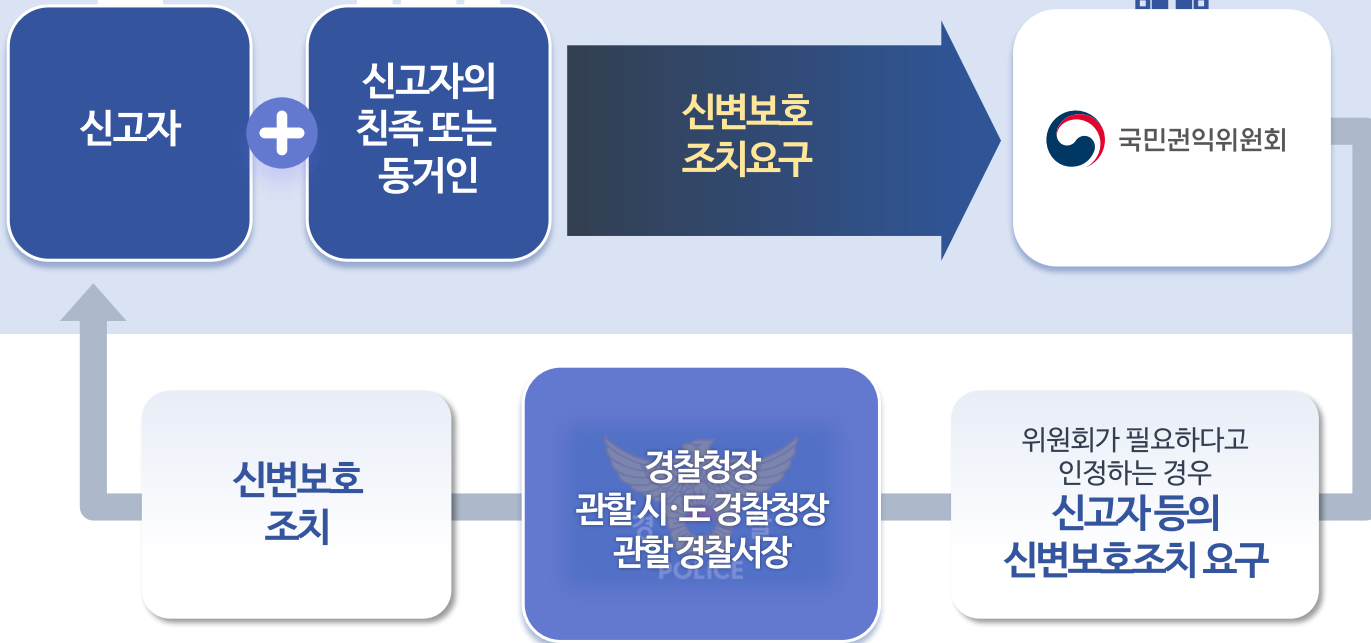 신고자
신고자의
친족 또는
동거인
신변보호
조치요구
국민권익위원회
신변보호
조치
경찰청장
관할 시·도 경찰청장
관할 경찰서장
POLICE
위원회가 필요하다고
인정하는 경우
신고자 등의
신변보호조치 요구